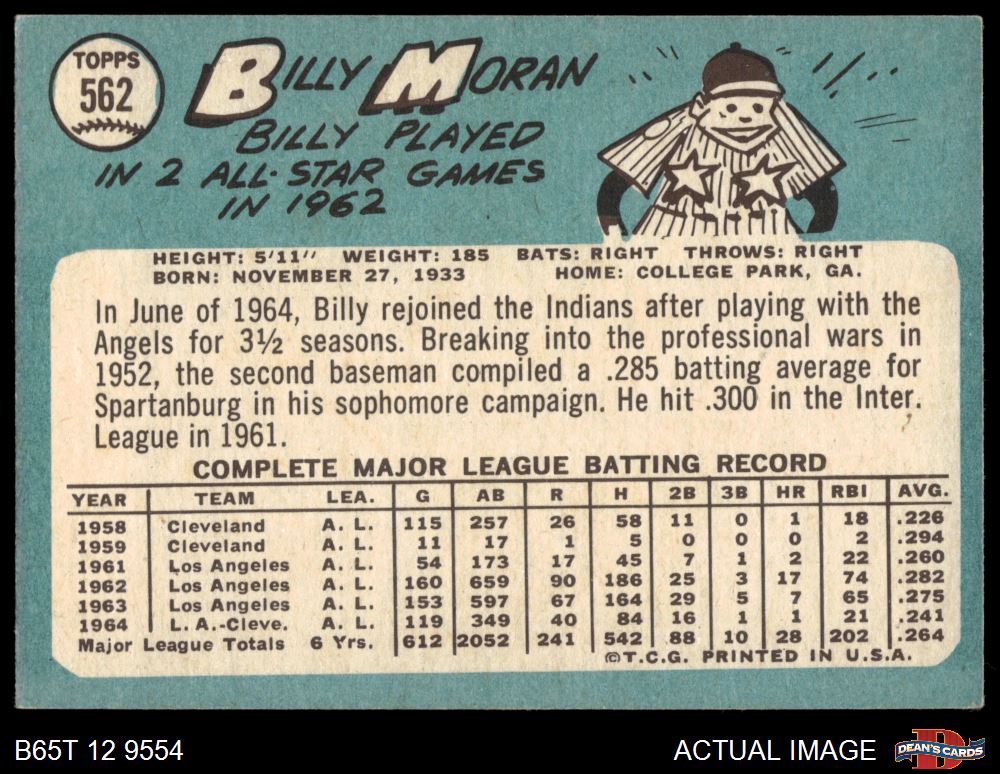 TOPPS
562
BILLY MORAN
BILLY PLAYED
IN 2 ALL-STAR GAMES
IN 1962
HEIGHT: 5'11" WEIGHT: 185 BATS: RIGHT THROWS: RIGHT
BORN: NOVEMBER 27, 1933 HOME: COLLEGE PARK, GA.
In June of 1964, Billy rejoined the Indians after playing with the
Angels for 3½ seasons. Breaking into the professional wars in
1952, the second baseman compiled a .285 batting average for
Spartanburg in his sophomore campaign. He hit .300 in the Inter.
League in 1961.
COMPLETE MAJOR LEAGUE BATTING RECORD
YEAR TEAM LEA. G AB R H 2B 3B HR RBI AVG.
1958 Cleveland A. L. 115 257 26 58 11 0 1 18 .226
1959 Cleveland A. L. 11 17 1 5 0 0 0 2 .294
1961 Los Angeles A. L. 54 173 17 45 7 1 2 22 .260
1962 Los Angeles A. L. 160 659 90 186 25 3 17 74 .282
1963 Los Angeles A. L. 153 597 67 164 29 5 7 65 .275
1964 L. A.-Cleve. A. L. 119 349 40 84 16 1 1 21 .241
Major League Totals 6 Yrs. 612 2052 241 542 88 10 28 202 .264
©T.C.G. PRINTED IN U.S.A.
B65T 12 9554 ACTUAL IMAGE DEAN'S CARDS